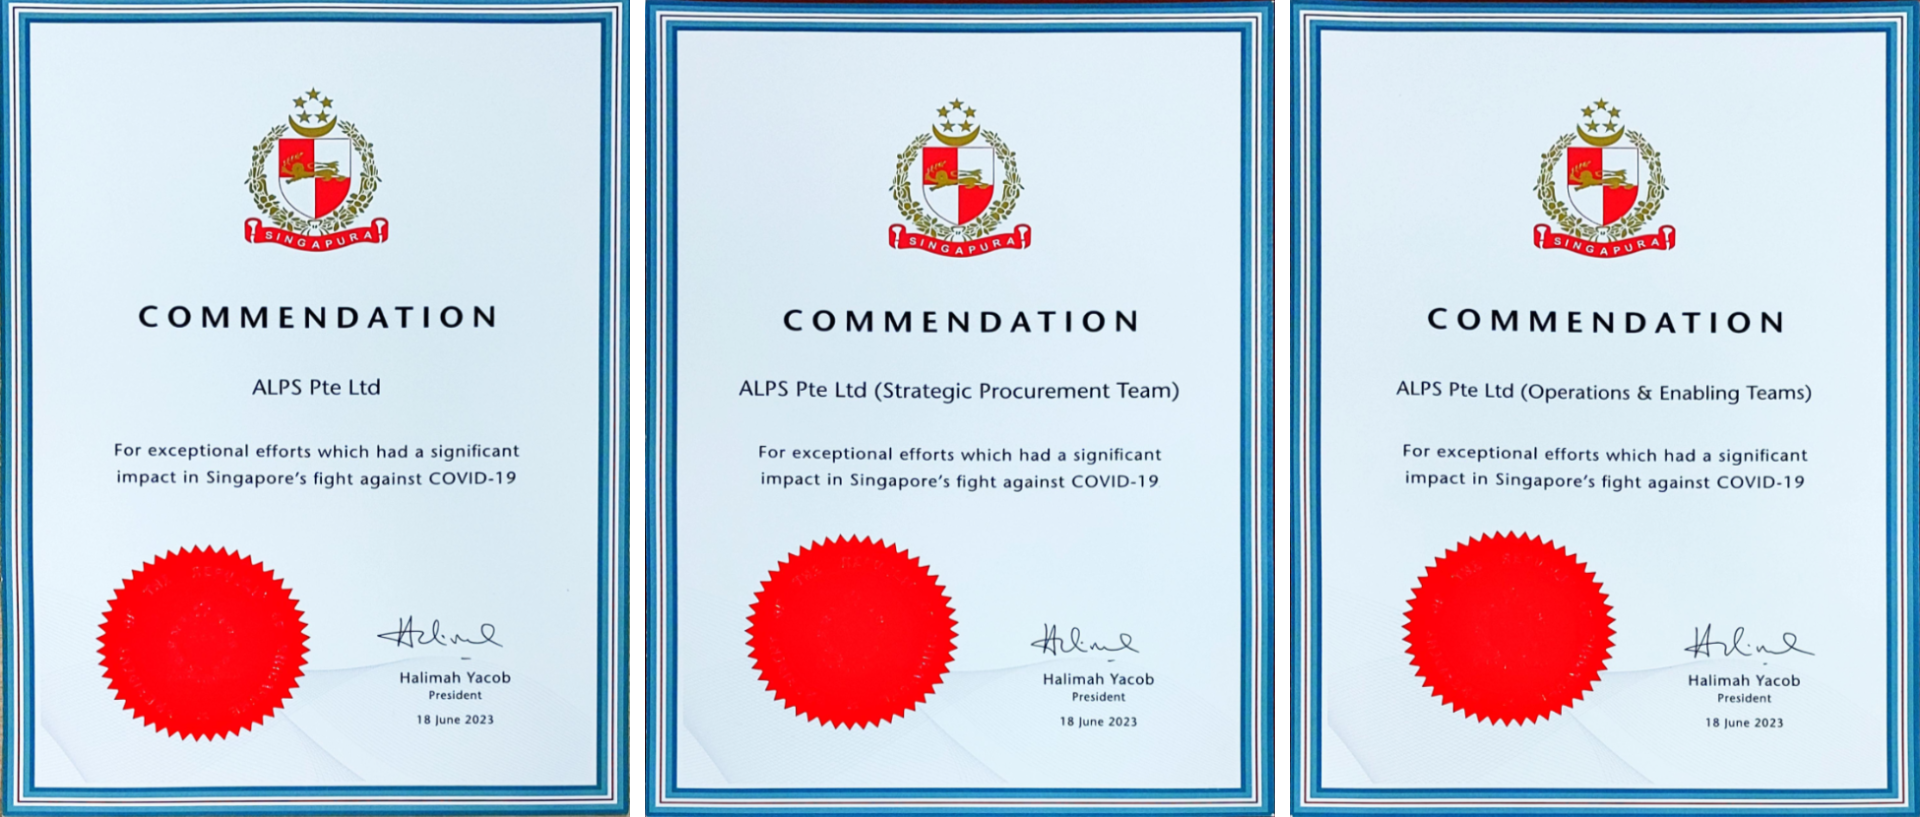 SINGAPURA
COMMENDATION
ALPS Pte Ltd
For exceptional efforts which had a significant
impact in Singapore's fight against COVID-19
THE
Halimah Yacob
President
18 June 2023
SINGAPURA
COMMENDATION
ALPS Pte Ltd (Strategic Procurement Team)
For exceptional efforts which had a significant
impact in Singapore's fight against COVID-19
THE
Halimah Yacob
President
18 June 2023
SINGAPURA
COMMENDATION
ALPS Pte Ltd (Operations & Enabling Teams)
For exceptional efforts which had a significant
impact in Singapore's fight against COVID-19
THE
Halimah Yacob
President
18 June 2023